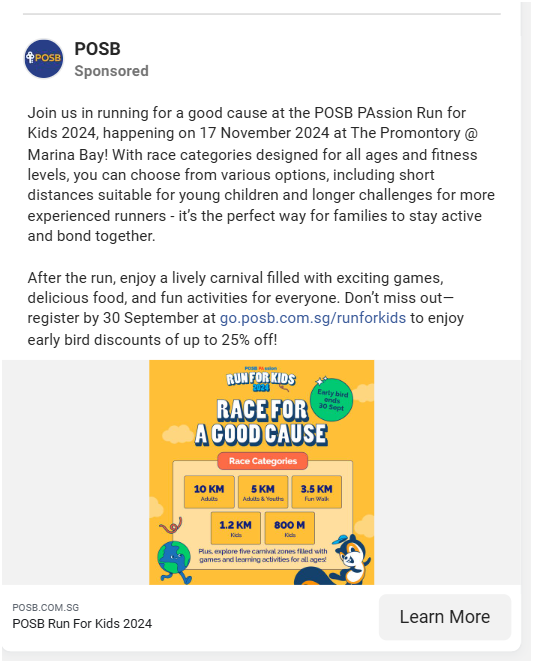 POSB
POSB
Sponsored
Join us in running for a good cause at the POSB PAssion Run for
Kids 2024, happening on 17 November 2024 at The Promontory @
Marina Bay! With race categories designed for all ages and fitness
levels, you can choose from various options, including short
distances suitable for young children and longer challenges for more
experienced runners - it’s the perfect way for families to stay active
and bond together.
After the run, enjoy a lively carnival filled with exciting games,
delicious food, and fun activities for everyone. Don’t miss out—
register by 30 September at go.posb.com.sg/runforkids to enjoy
early bird discounts of up to 25% off!
POSB PAssion
RUN FOR KIDS
2024
Early bird
ends
30 Sept
RACE FOR
A GOOD CAUSE
Race Categories
10 KM
Adults
5 KM
Adults & Youths
3.5 KM
Fun Walk
1.2 KM
Kids
800 M
Kids
Plus, explore five carnival zones filled with
games and learning activities for all ages!
POSB.COM.SG
POSB Run For Kids 2024
Learn More